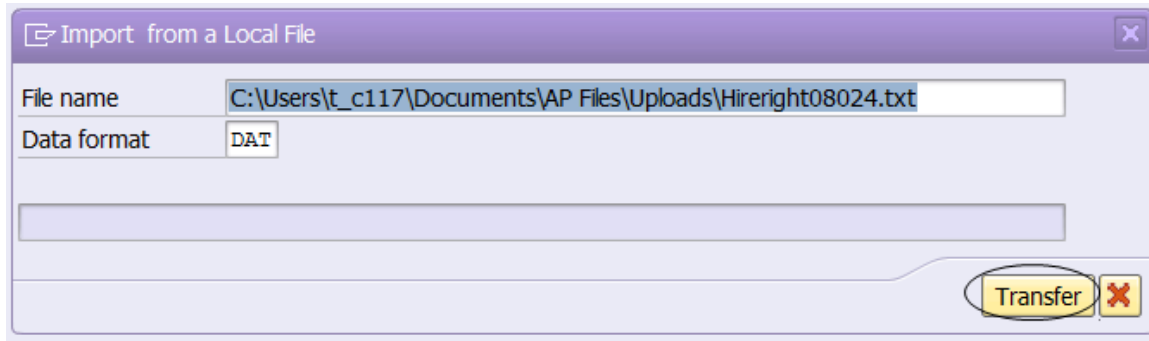 Import from a Local File
File name C:\Users\t_c117\Documents\AP Files\Uploads\Hireright08024.txt
Data format DAT
Transfer